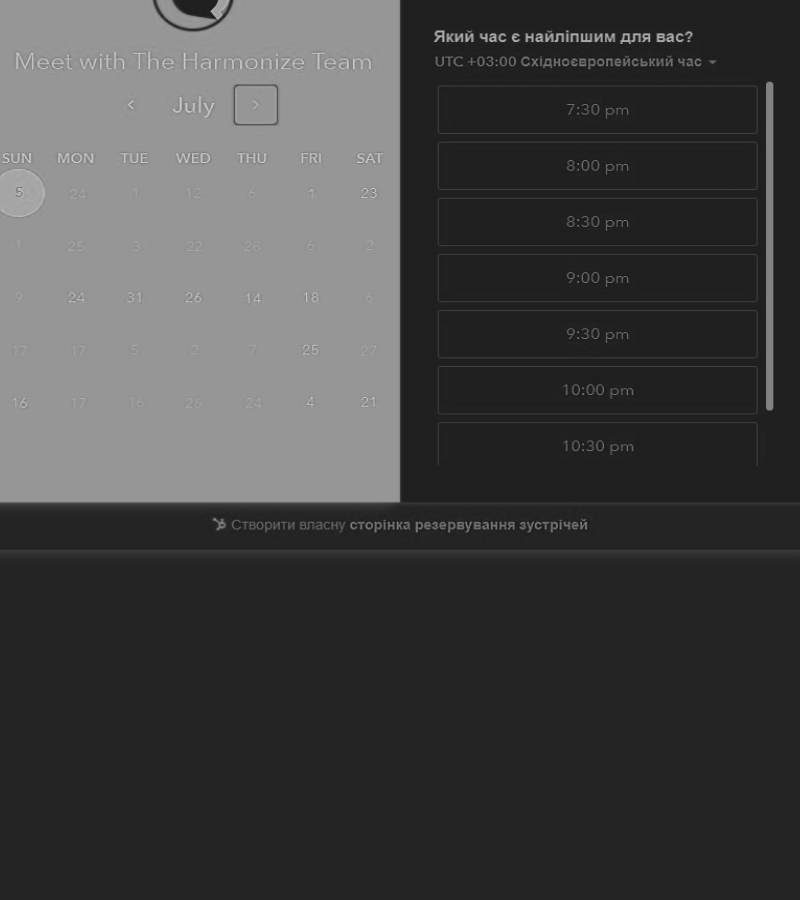 Meet with The Harmonize Team
< July >
SUN MON TUE WED THU FRI SAT
5 24 1 12 6 1 23
1 25 3 22 28 6 2
9 24 31 26 14 18 6
17 17 5 2 7 25 27
16 17 16 26 24 4 21
Який час є найліпшим для вас?
UTC +03:00 Східноєвропейський час
7:30 pm
8:00 pm
8:30 pm
9:00 pm
9:30 pm
10:00 pm
10:30 pm
Створити власну сторінка резервування зустрічей